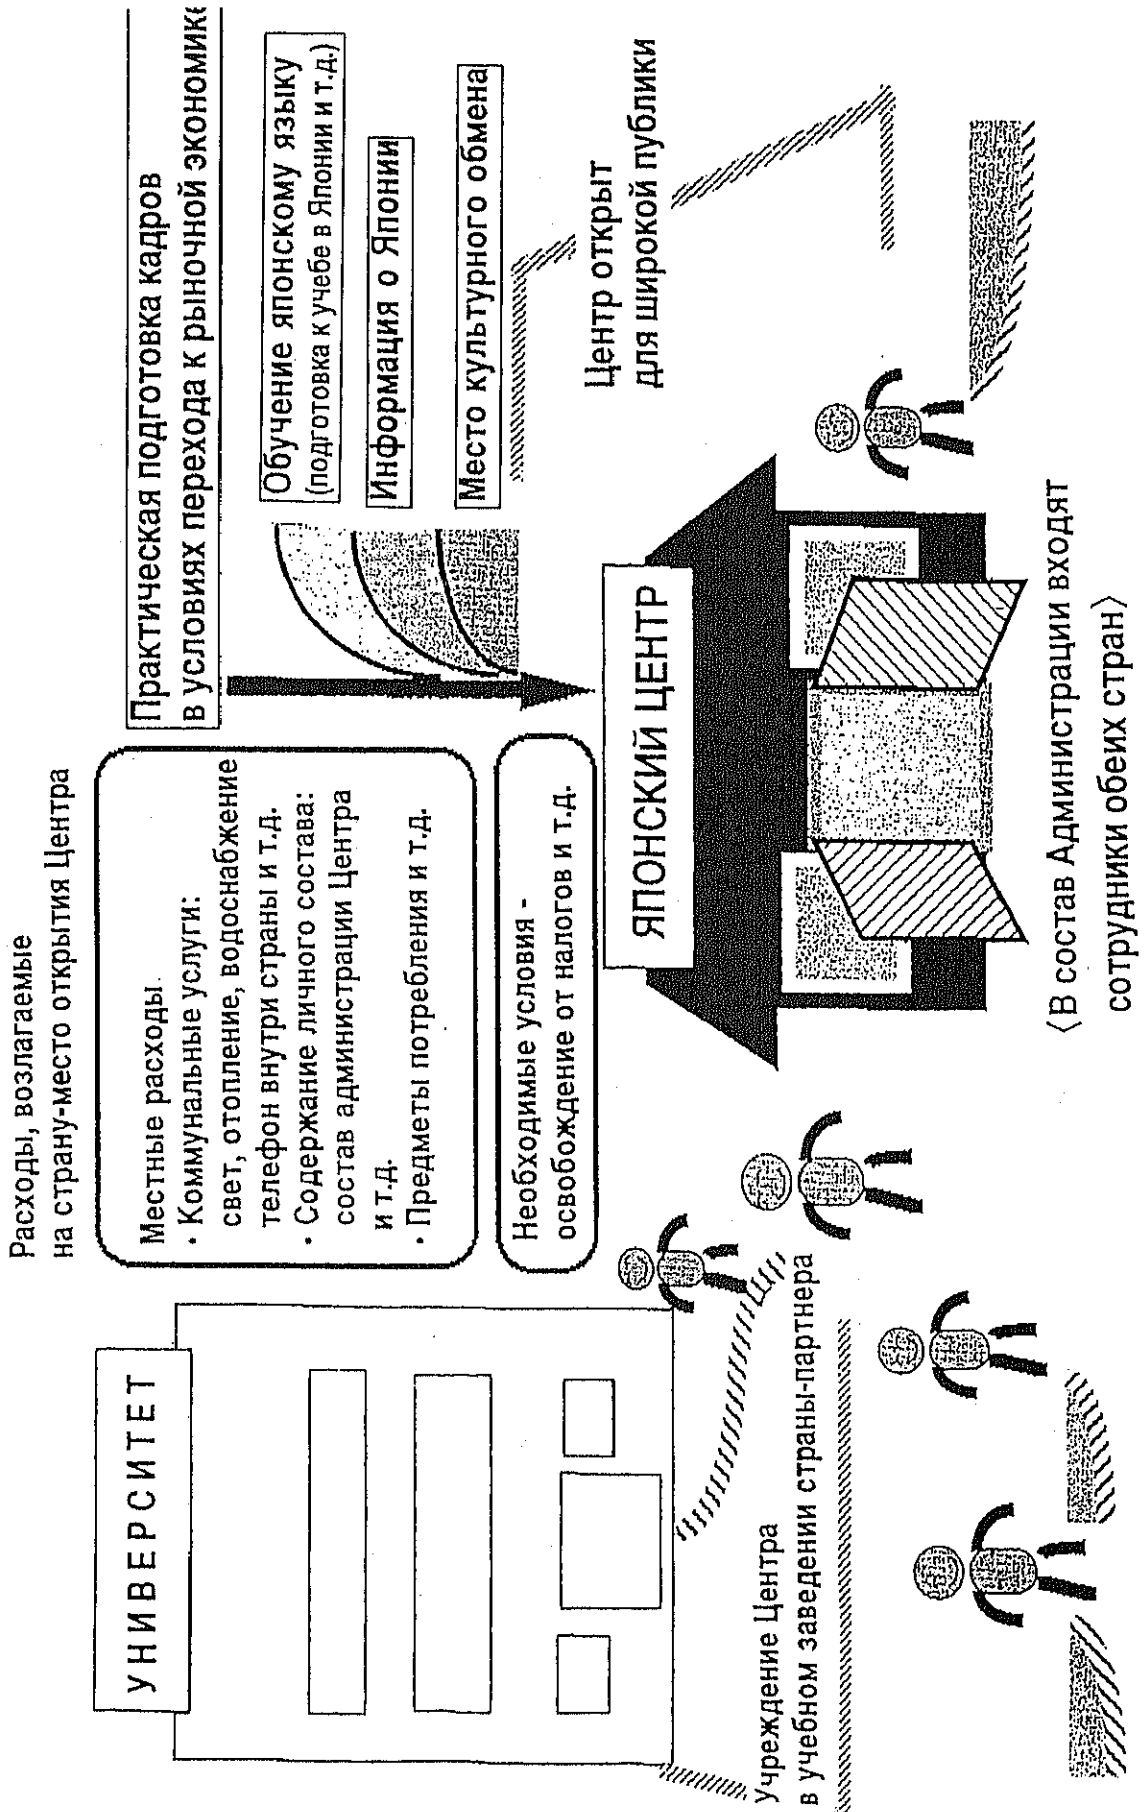 Расходы, возлагаемые
на страну-место открытия Центра
Практическая подготовка кадров
в условиях перехода к рыночной экономике
УНИВЕРСИТЕТ
Местные расходы
· Коммунальные услуги:
свет, отопление, водоснабжение
телефон внутри страны и т.д.
· Содержание личного состава:
состав администрации Центра
и т.д.
· Предметы потребления и т.д.
Необходимые условия -
освобождение от налогов и т.д.
Обучение японскому языку
(подготовка к учебе в Японии и т.д.)
Информация о Японии
Место культурного обмена
ЯПОНСКИЙ ЦЕНТР
Центр открыт
для широкой публики
Учреждение Центра
в учебном заведении страны-партнера
〈В состав Администрации входят
сотрудники обеих стран〉